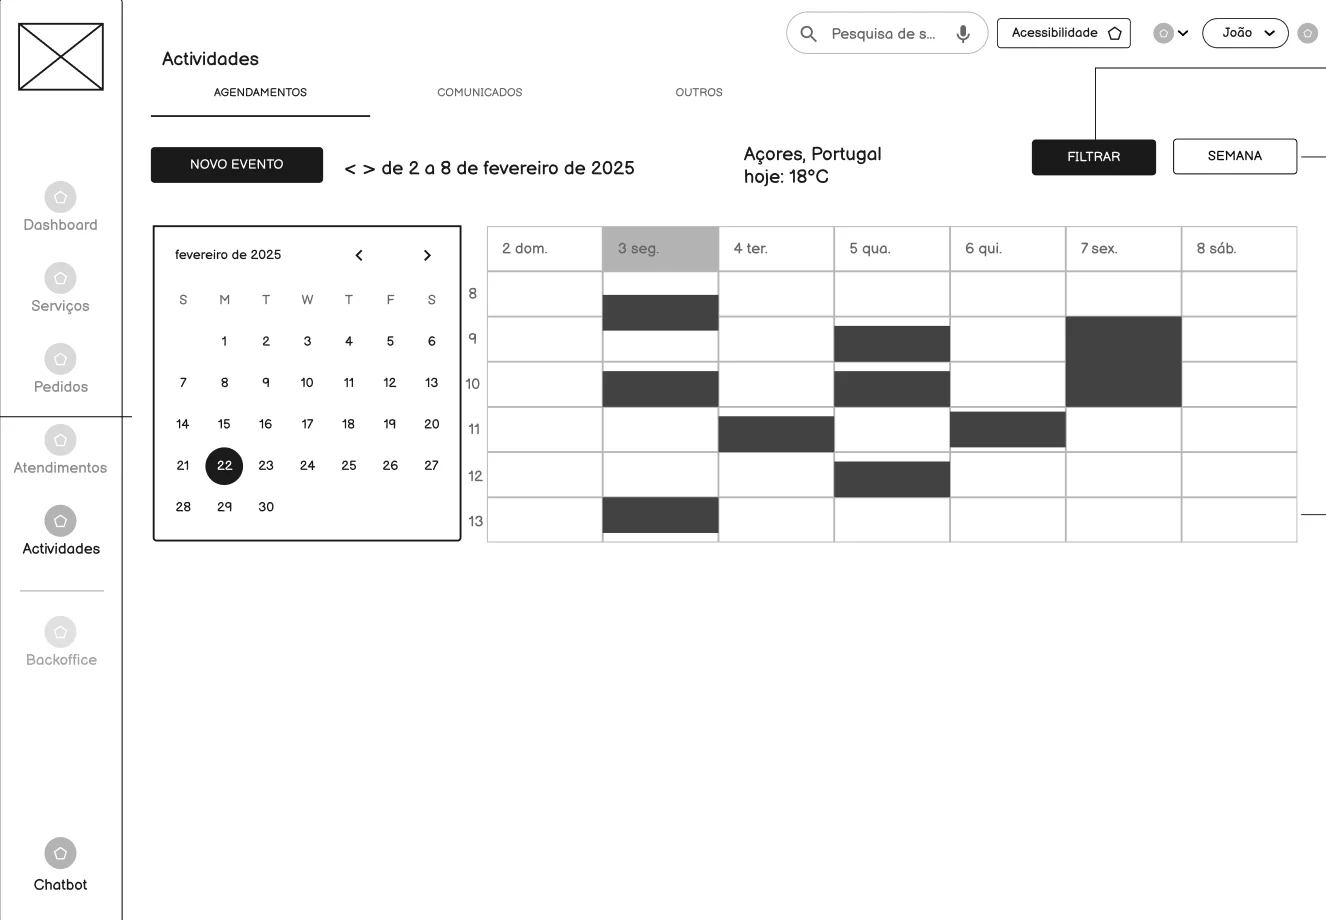 Pesquisa de s...
Acessibilidade
João
Actividades
AGENDAMENTOS COMUNICADOS OUTROS
NOVO EVENTO
< > de 2 a 8 de fevereiro de 2025
Açores, Portugal
hoje: 18°C
FILTRAR
SEMANA
Dashboard
Serviços
Pedidos
Atendimentos
Actividades
Backoffice
Chatbot
fevereiro de 2025
S M T W T F S
1 2 3 4 5 6
7 8 9 10 11 12 13
14 15 16 17 18 19 20
21 22 23 24 25 26 27
28 29 30
2 dom. 3 seg. 4 ter. 5 qua. 6 qui. 7 sex. 8 sáb.
8
9
10
11
12
13